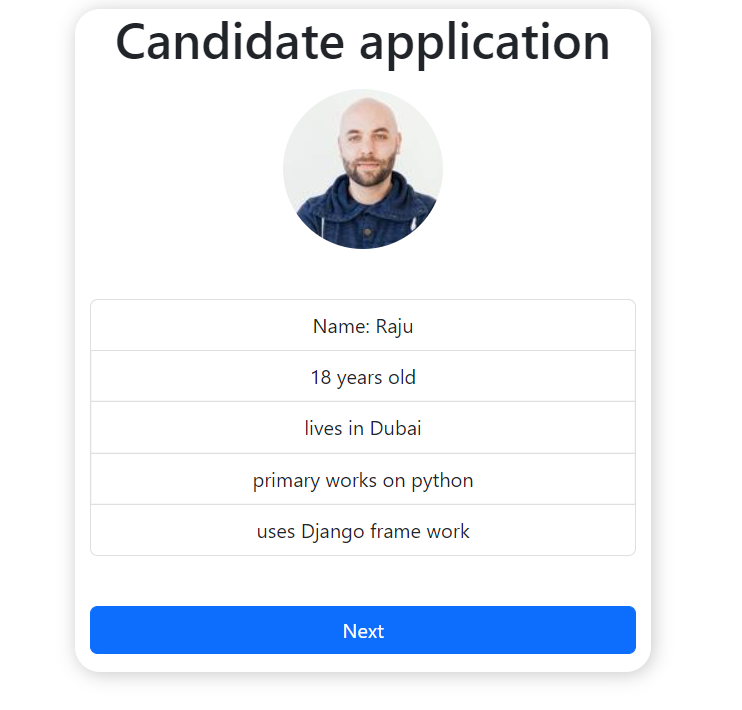 Candidate application
Name: Raju
18 years old
lives in Dubai
primary works on python
uses Django frame work
Next